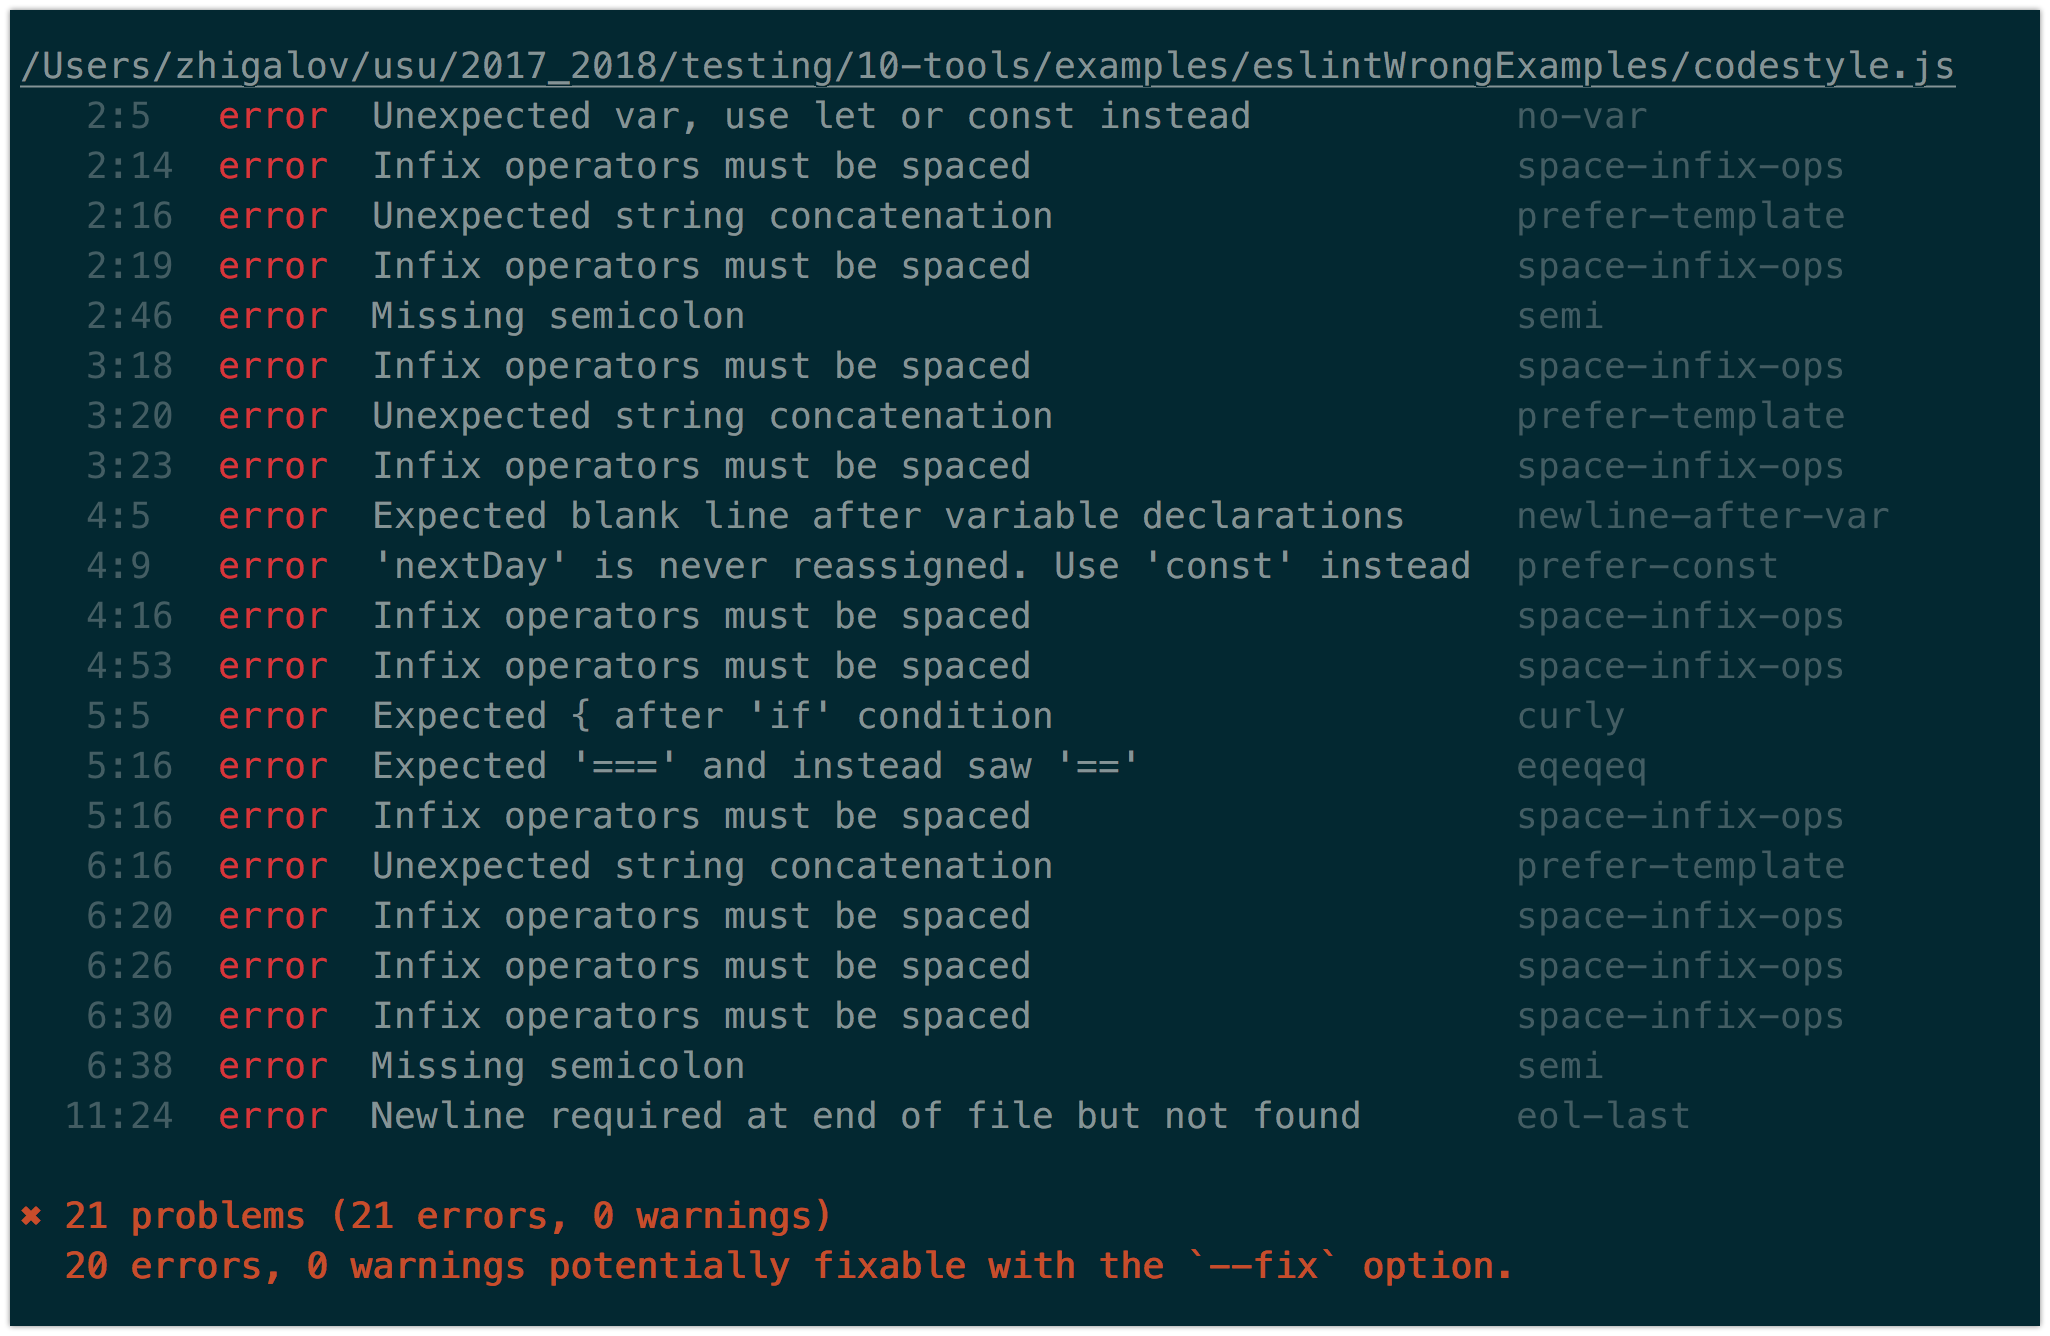 /Users/zhigalov/usu/2017_2018/testing/10-tools/examples/eslintWrongExamples/codestyle.js
2:5 error Unexpected var, use let or const instead no-var
2:14 error Infix operators must be spaced space-infix-ops
2:16 error Unexpected string concatenation prefer-template
2:19 error Infix operators must be spaced space-infix-ops
2:46 error Missing semicolon semi
3:18 error Infix operators must be spaced space-infix-ops
3:20 error Unexpected string concatenation prefer-template
3:23 error Infix operators must be spaced space-infix-ops
4:5 error Expected blank line after variable declarations newline-after-var
4:9 error 'nextDay' is never reassigned. Use 'const' instead prefer-const
4:16 error Infix operators must be spaced space-infix-ops
4:53 error Infix operators must be spaced space-infix-ops
5:5 error Expected { after 'if' condition curly
5:16 error Expected '===' and instead saw '==' eqeqeq
5:16 error Infix operators must be spaced space-infix-ops
6:16 error Unexpected string concatenation prefer-template
6:20 error Infix operators must be spaced space-infix-ops
6:26 error Infix operators must be spaced space-infix-ops
6:30 error Infix operators must be spaced space-infix-ops
6:38 error Missing semicolon semi
11:24 error Newline required at end of file but not found eol-last
✖ 21 problems (21 errors, 0 warnings)
20 errors, 0 warnings potentially fixable with the `--fix` option.